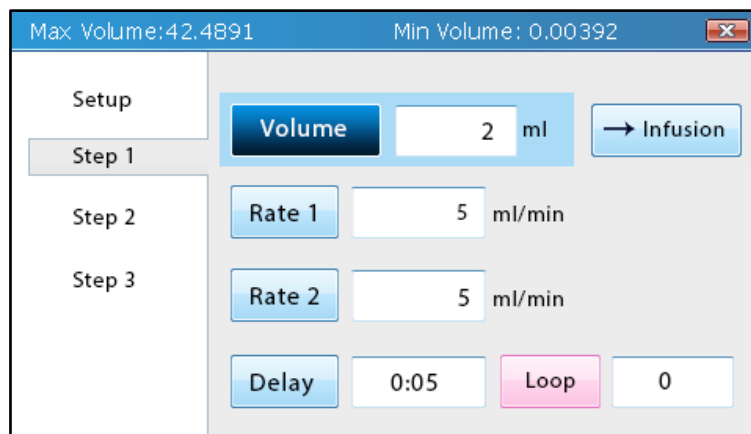 Max Volume:42.4891 Min Volume: 0.00392
Setup
Step 1
Step 2
Step 3
Volume 2 ml → Infusion
Rate 1 5 ml/min
Rate 2 5 ml/min
Delay 0:05 Loop 0